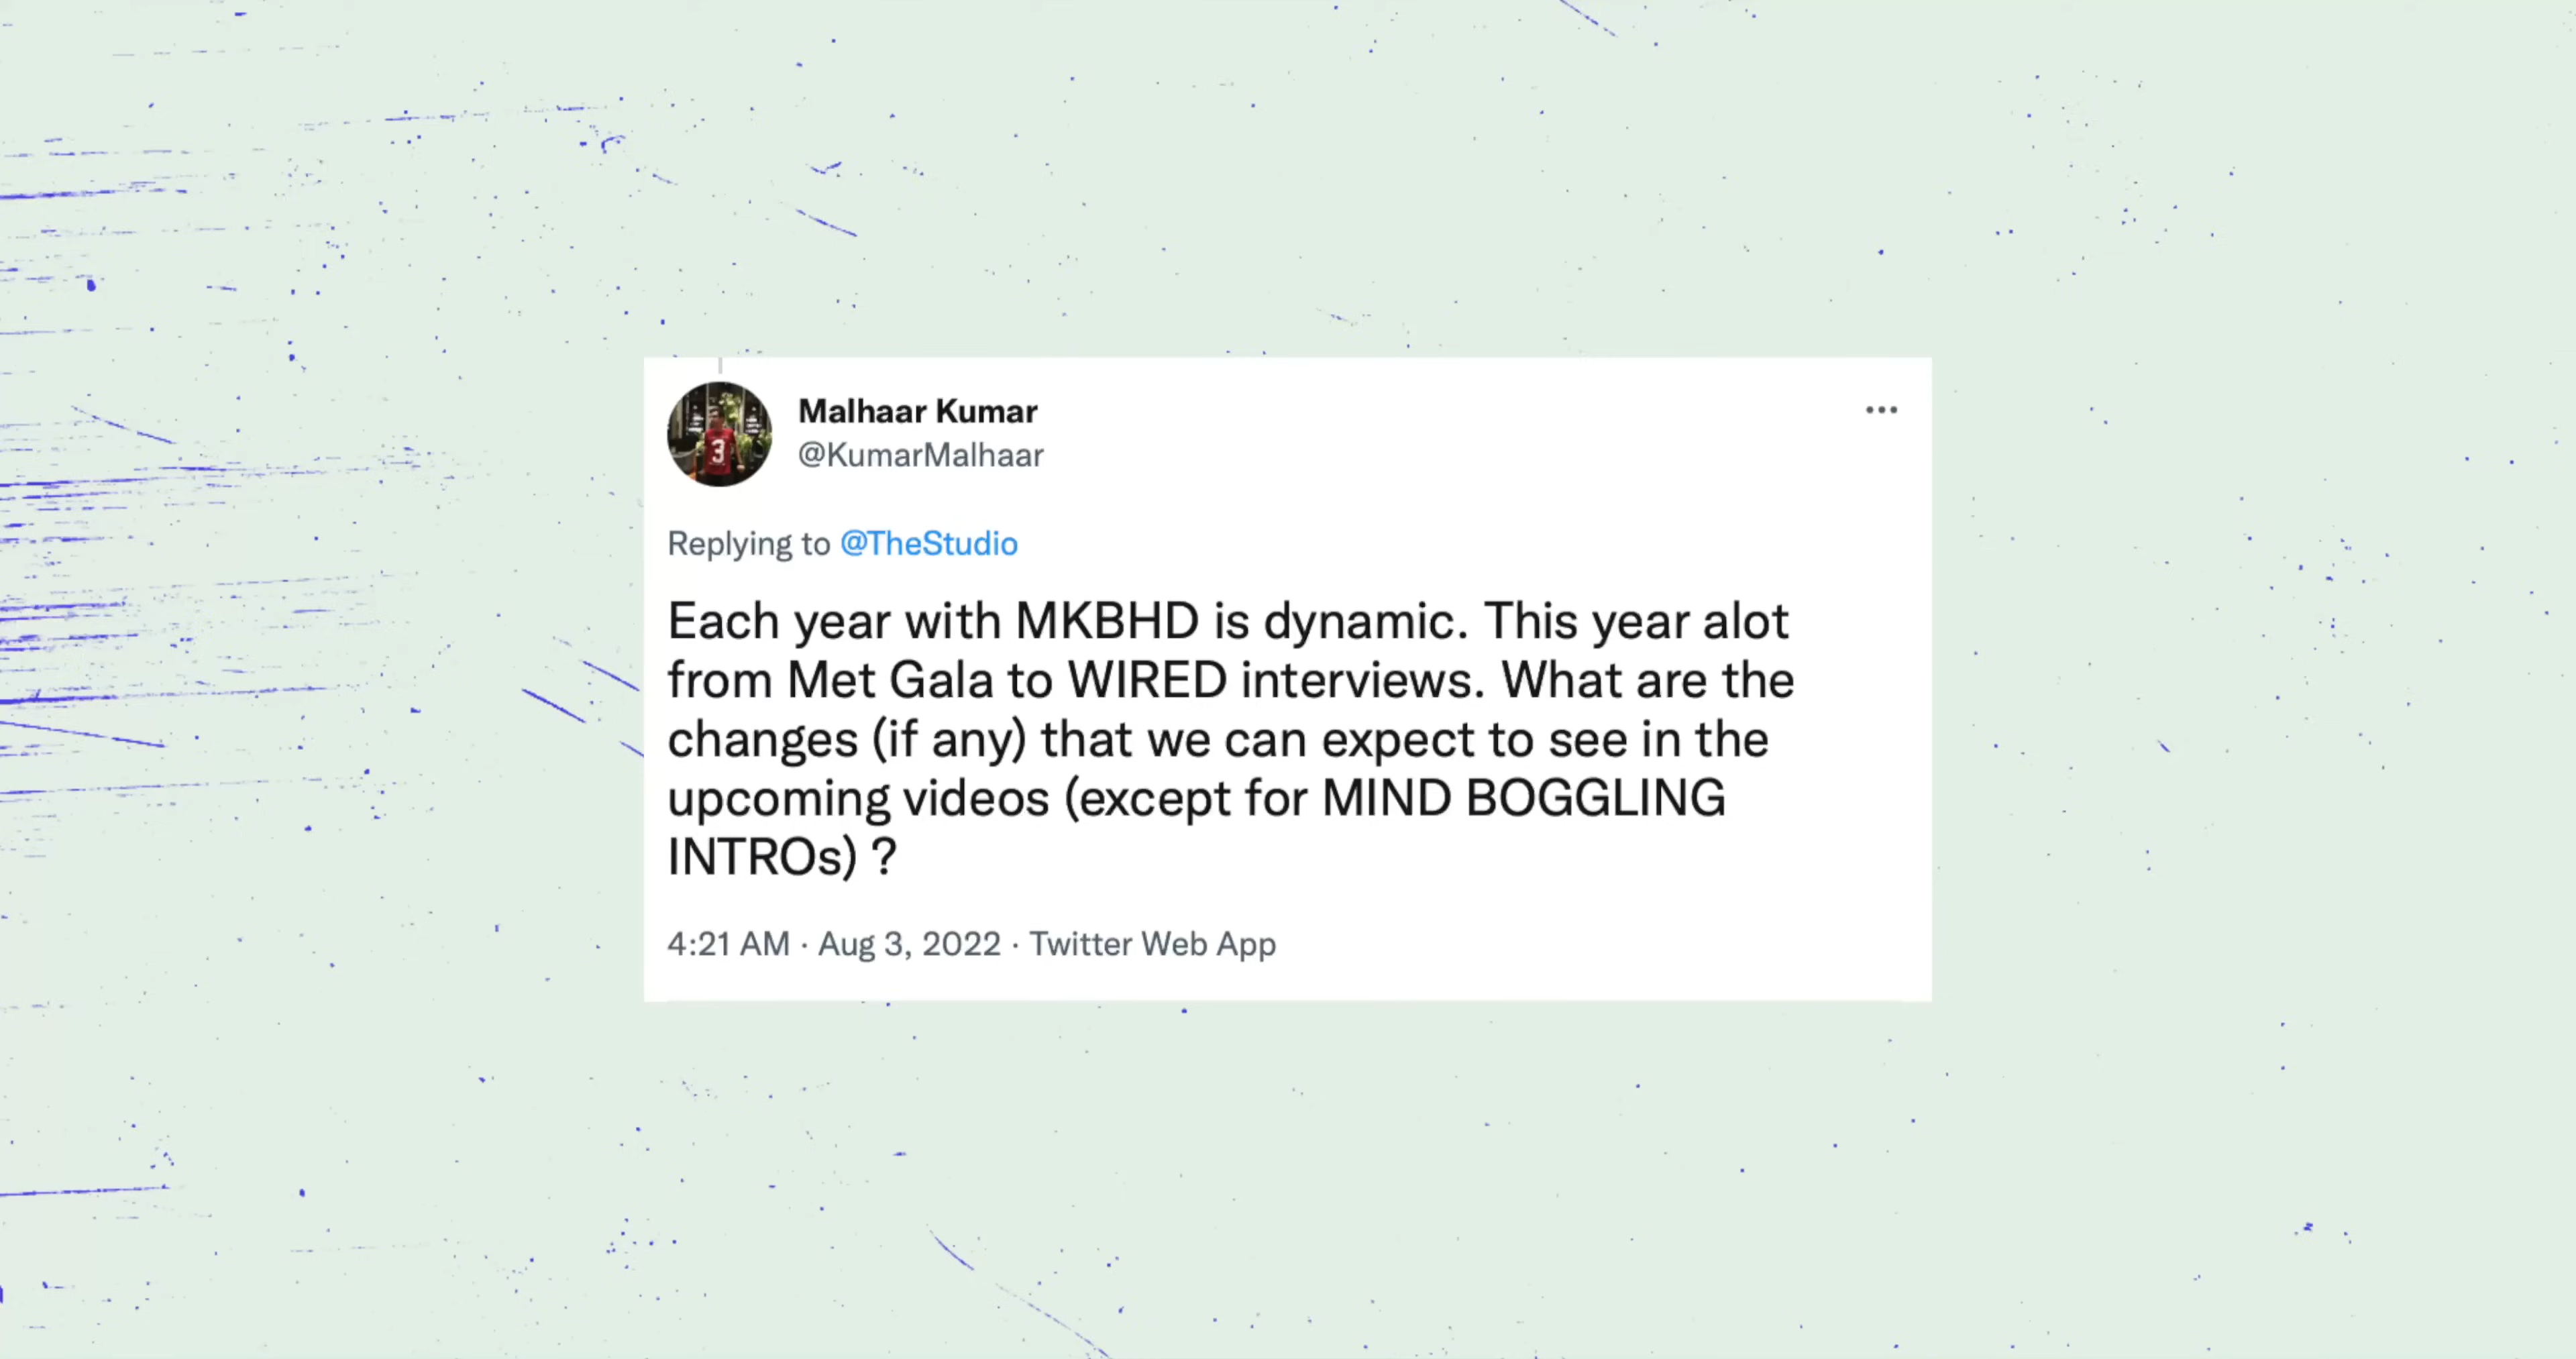 Malhaar Kumar
@KumarMalhaar
3
Replying to @TheStudio
Each year with MKBHD is dynamic. This year alot
from Met Gala to WIRED interviews. What are the
changes (if any) that we can expect to see in the
upcoming videos (except for MIND BOGGLING
INTROs) ?
4:21 AM · Aug 3, 2022 · Twitter Web App